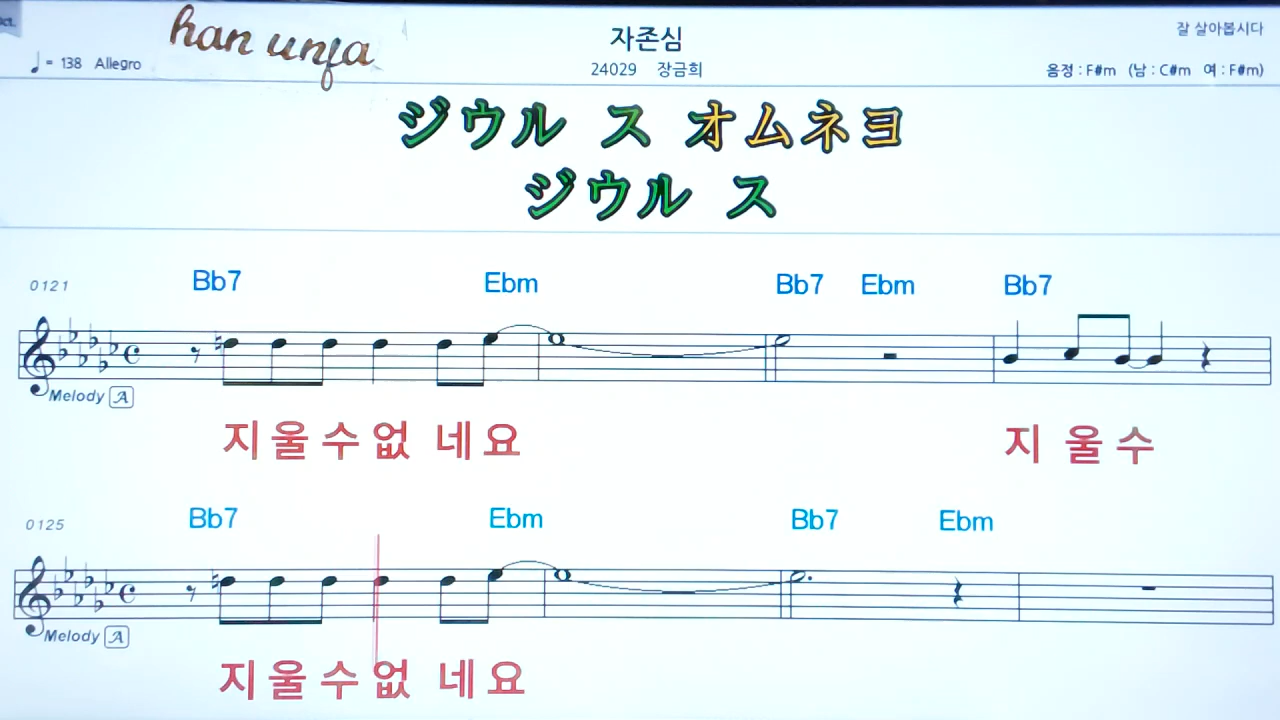 han unfa
자존심
잘 살아봅시다
♩= 138 Allegro
24029 장금희
음정 : F#m (남 : C#m 여 : F#m)
ジウル ス オムネヨ
ジウル ス
0121 Bb7 Ebm Bb7 Ebm Bb7
Melody A
지 울 수 없 네 요 지 울 수
0125 Bb7 Ebm Bb7 Ebm
Melody A
지 울 수 없 네 요